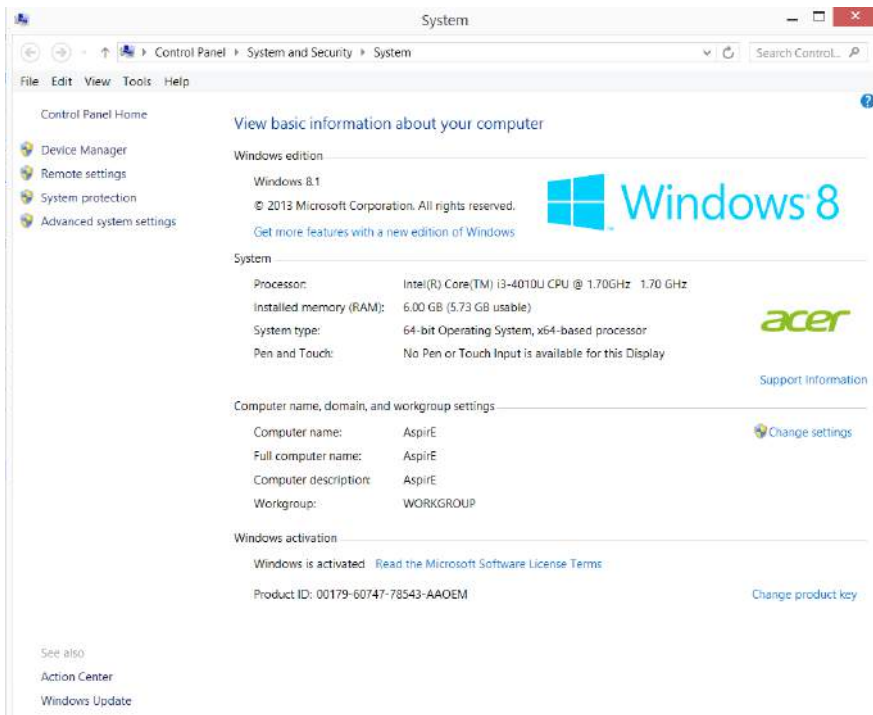 System
Control Panel System and Security System
Search Control... 
File Edit View Tools Help
Control Panel Home
Device Manager
Remote settings
System protection
Advanced system settings
See also
Action Center
Windows Update
View basic information about your computer
Windows edition
Windows 8.1
© 2013 Microsoft Corporation. All rights reserved.
Get more features with a new edition of Windows
Windows 8
System
Processor: Intel(R) Core(TM) i3-4010U CPU @ 1.70GHz 1.70 GHz
Installed memory (RAM): 6.00 GB (5.73 GB usable)
System type: 64-bit Operating System, x64-based processor
Pen and Touch: No Pen or Touch Input is available for this Display
acer
Support Information
Computer name, domain, and workgroup settings
Computer name: AspirE
Change settings
Full computer name: AspirE
Computer description: AspirE
Workgroup: WORKGROUP
Windows activation
Windows is activated Read the Microsoft Software License Terms
Product ID: 00179-60747-78543-AAOEM
Change product key